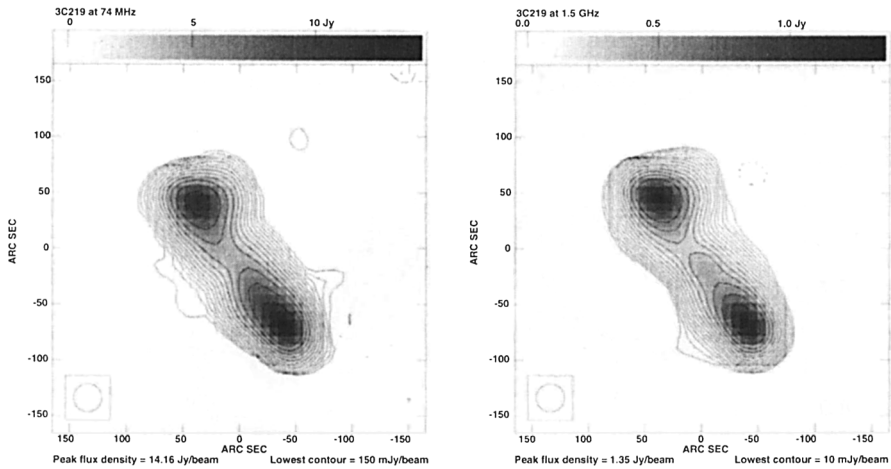 3C219 at 74 MHz
0 5 10 Jy
150
100
50
0
-50
-100
-150
ARC SEC
150 100 50 0 -50 -100 -150
ARC SEC
Peak flux density = 14.16 Jy/beam Lowest contour = 150 mJy/beam
3C219 at 1.5 GHz
0.0 0.5 1.0 Jy
150
100
50
0
-50
-100
-150
ARC SEC
150 100 50 0 -50 -100 -150
ARC SEC
Peak flux density = 1.35 Jy/beam Lowest contour = 10 mJy/beam